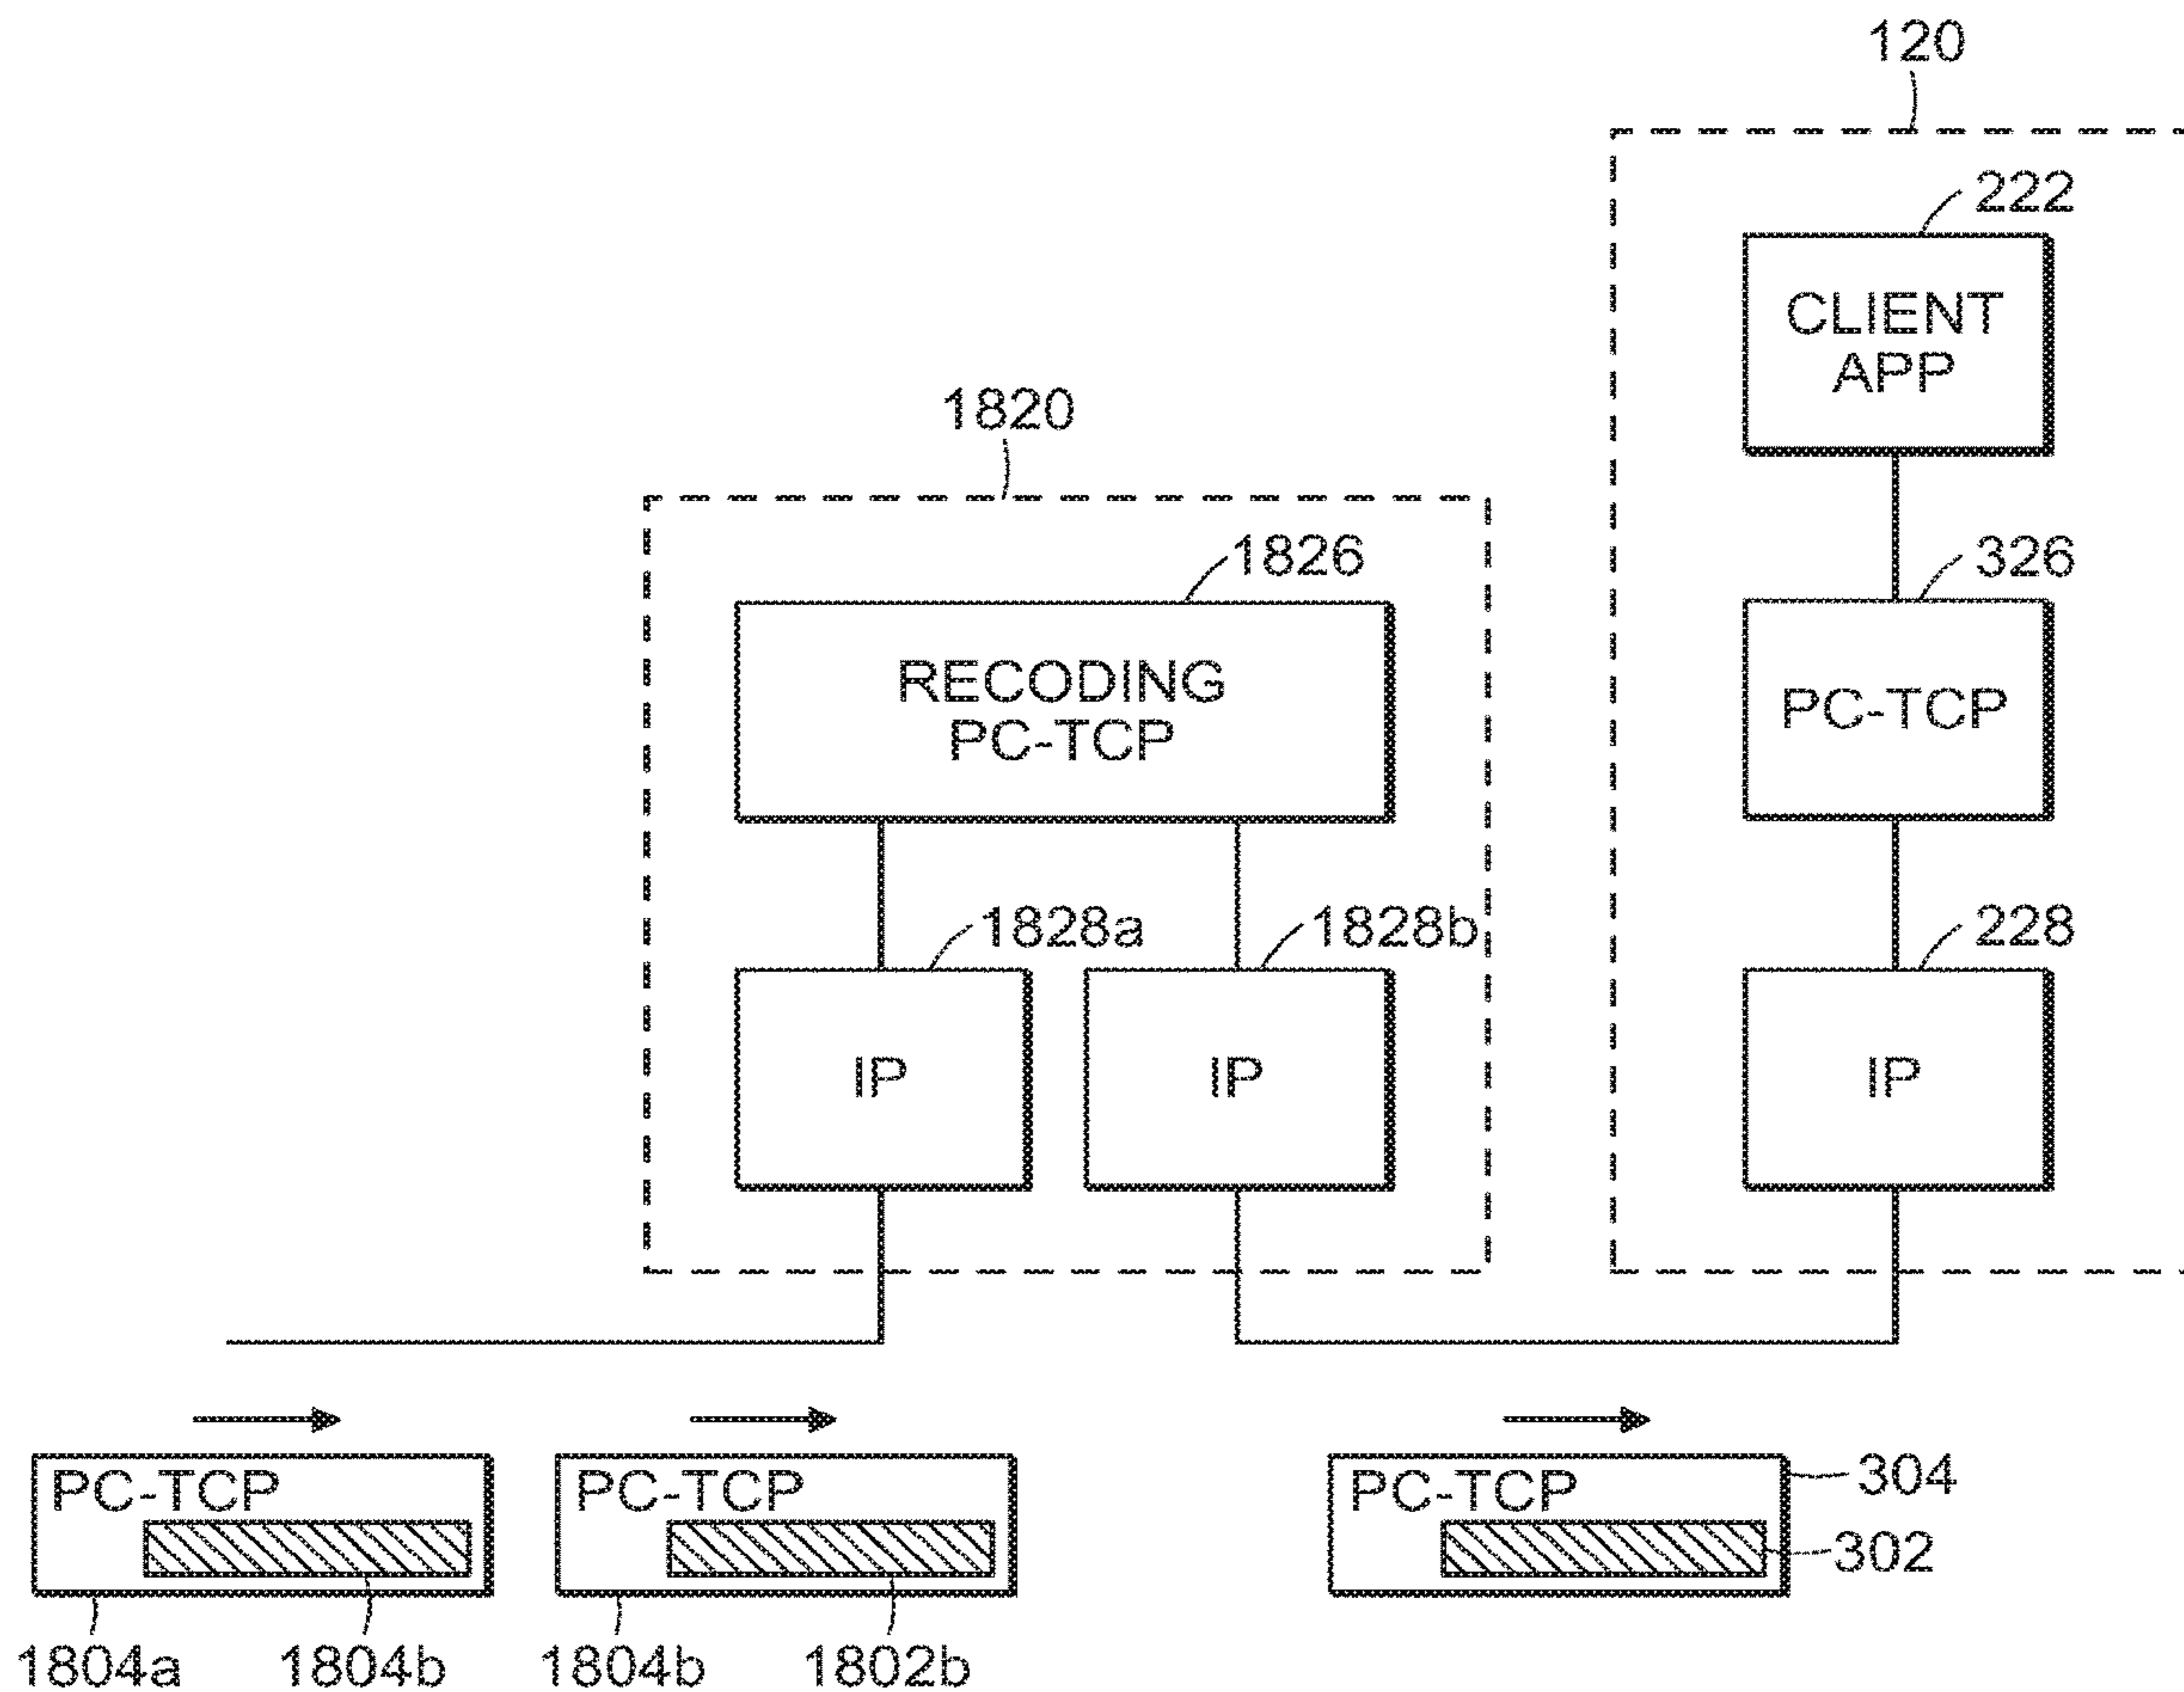 120
222
CLIENT
APP
1820
1826
326
RECODING
PC-TCP
PC-TCP
1828a
1828b
228
IP
IP
IP
PC-TCP
PC-TCP
PC-TCP
304
302
1804a
1804b
1804b
1802b